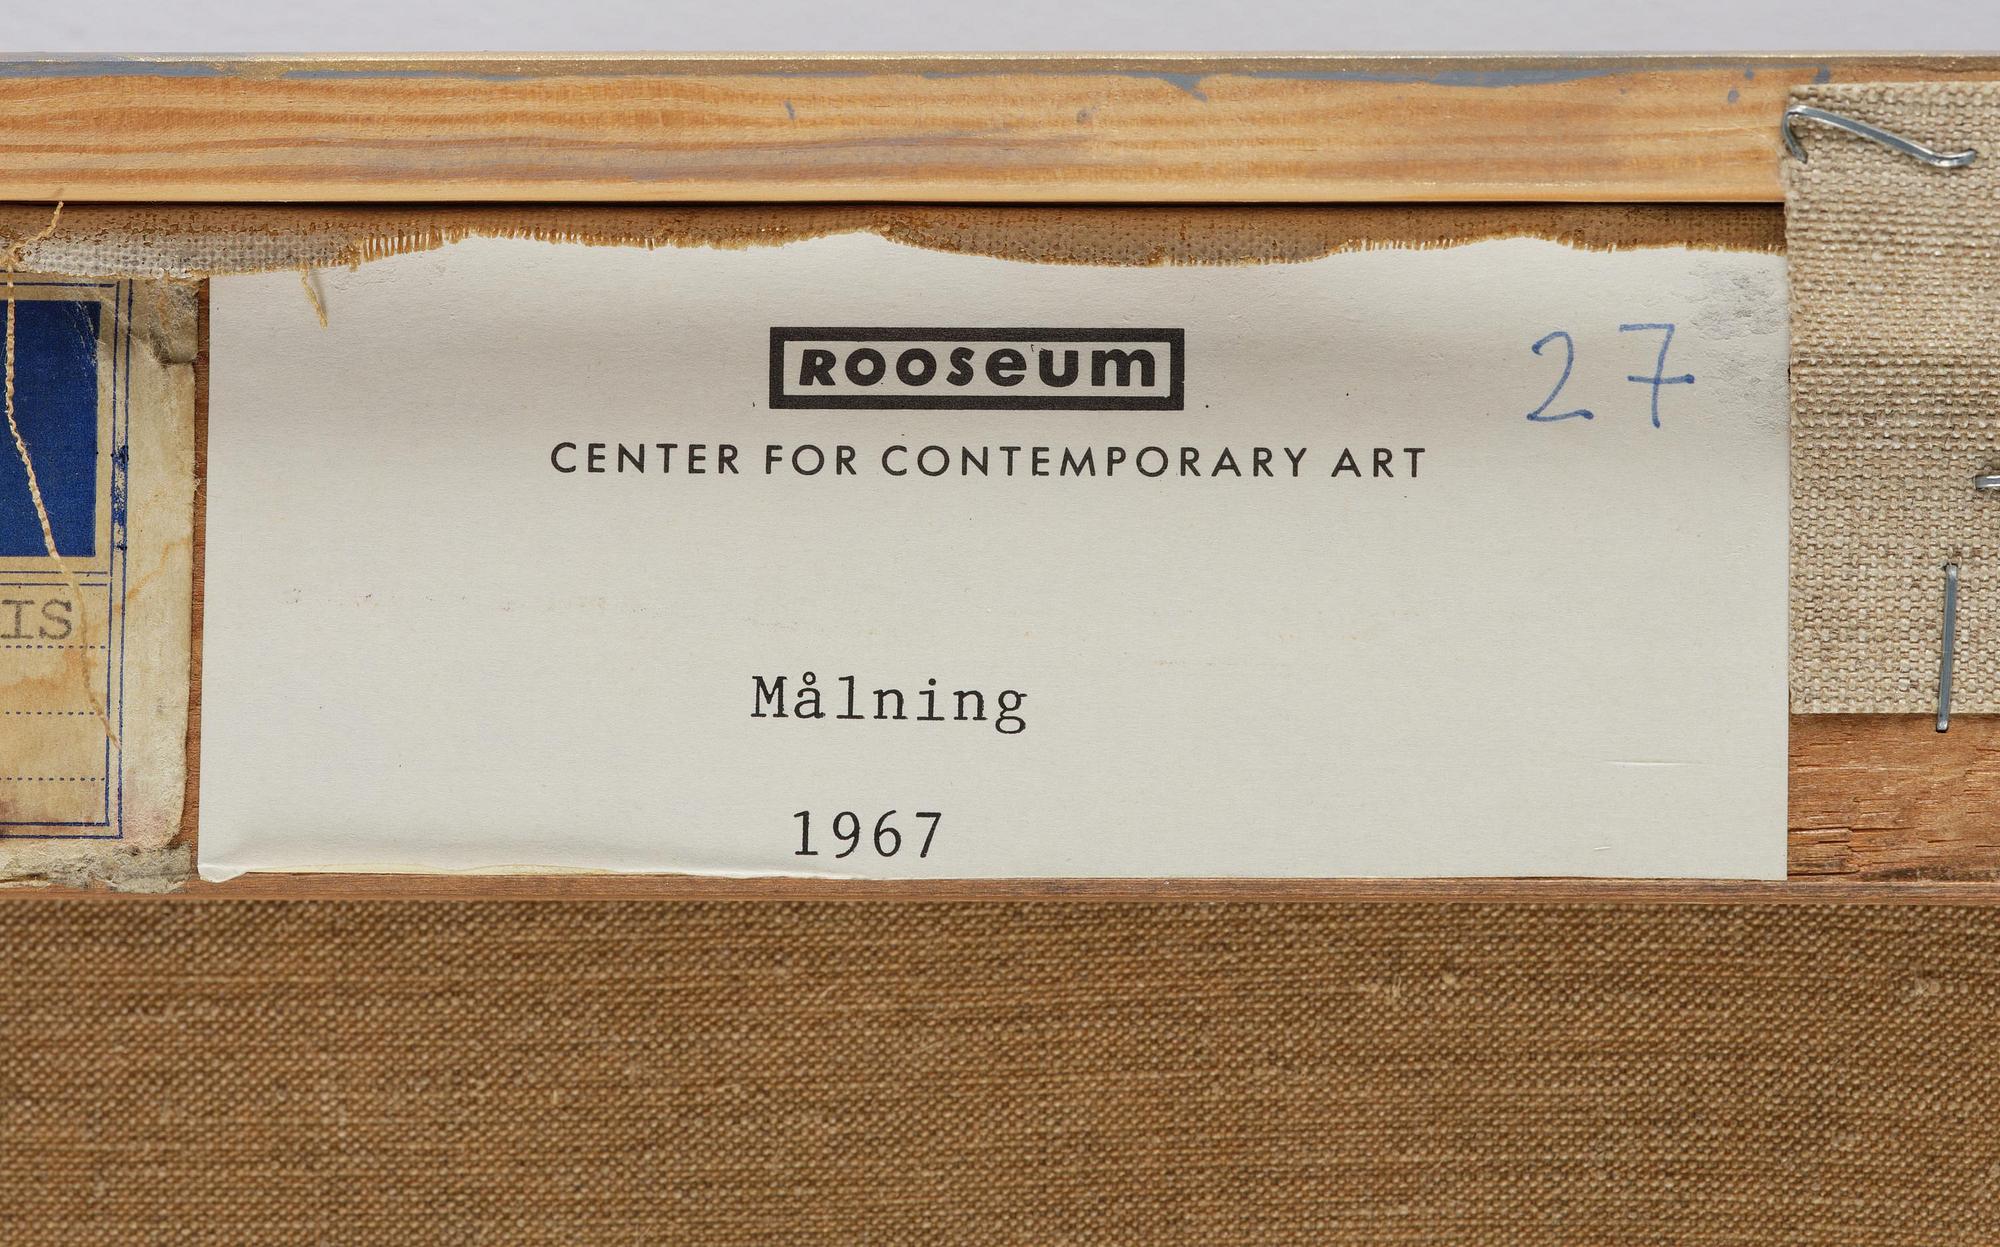 ROOSEUM
27
CENTER FOR CONTEMPORARY ART
IS
Målning
1967